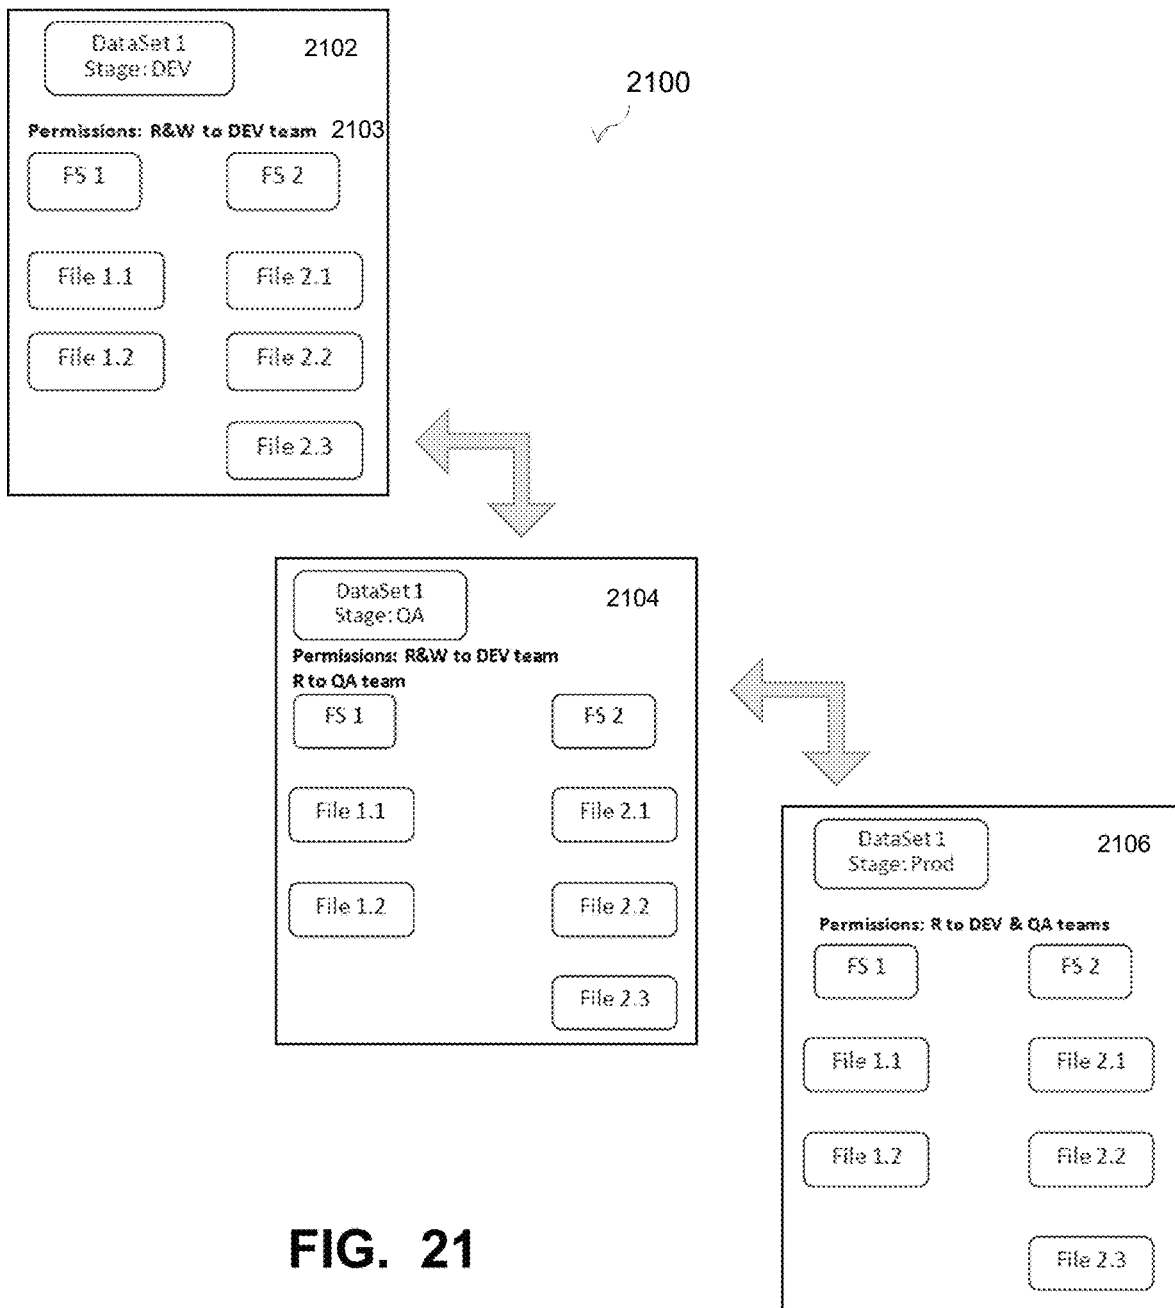 DataSet 1
Stage: DEV
2102
2100
Permissions: R&W to DEV team 2103
FS 1
FS 2
File 1.1
File 2.1
File 1.2
File 2.2
File 2.3
DataSet 1
Stage: QA
2104
Permissions: R&W to DEV team
R to QA team
FS 1
FS 2
File 1.1
File 2.1
File 1.2
File 2.2
File 2.3
DataSet 1
Stage: Prod
2106
Permissions: R to DEV & QA teams
FS 1
FS 2
File 1.1
File 2.1
File 1.2
File 2.2
File 2.3
FIG. 21